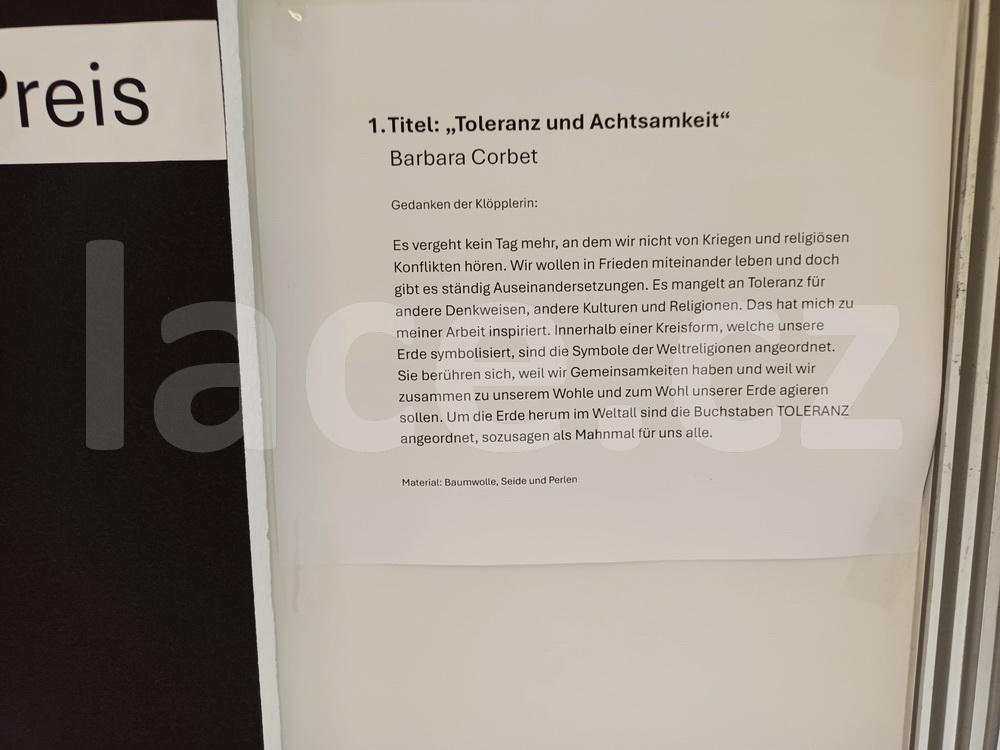 Preis
1. Titel: „Toleranz und Achtsamkeit“
Barbara Corbet
Gedanken der Klöpplerin:
Es vergeht kein Tag mehr, an dem wir nicht von Kriegen und religiösen
Konflikten hören. Wir wollen in Frieden miteinander leben und doch
gibt es ständig Auseinandersetzungen. Es mangelt an Toleranz für
andere Denkweisen, andere Kulturen und Religionen. Das hat mich zu
meiner Arbeit inspiriert. Innerhalb einer Kreisform, welche unsere
Erde symbolisiert, sind die Symbole der Weltreligionen angeordnet.
Sie berühren sich, weil wir Gemeinsamkeiten haben und weil wir
zusammen zu unserem Wohle und zum Wohl unserer Erde agieren
sollen. Um die Erde herum im Weltall sind die Buchstaben TOLERANZ
angeordnet, sozusagen als Mahnmal für uns alle.
Material: Baumwolle, Seide und Perlen
lace.cz